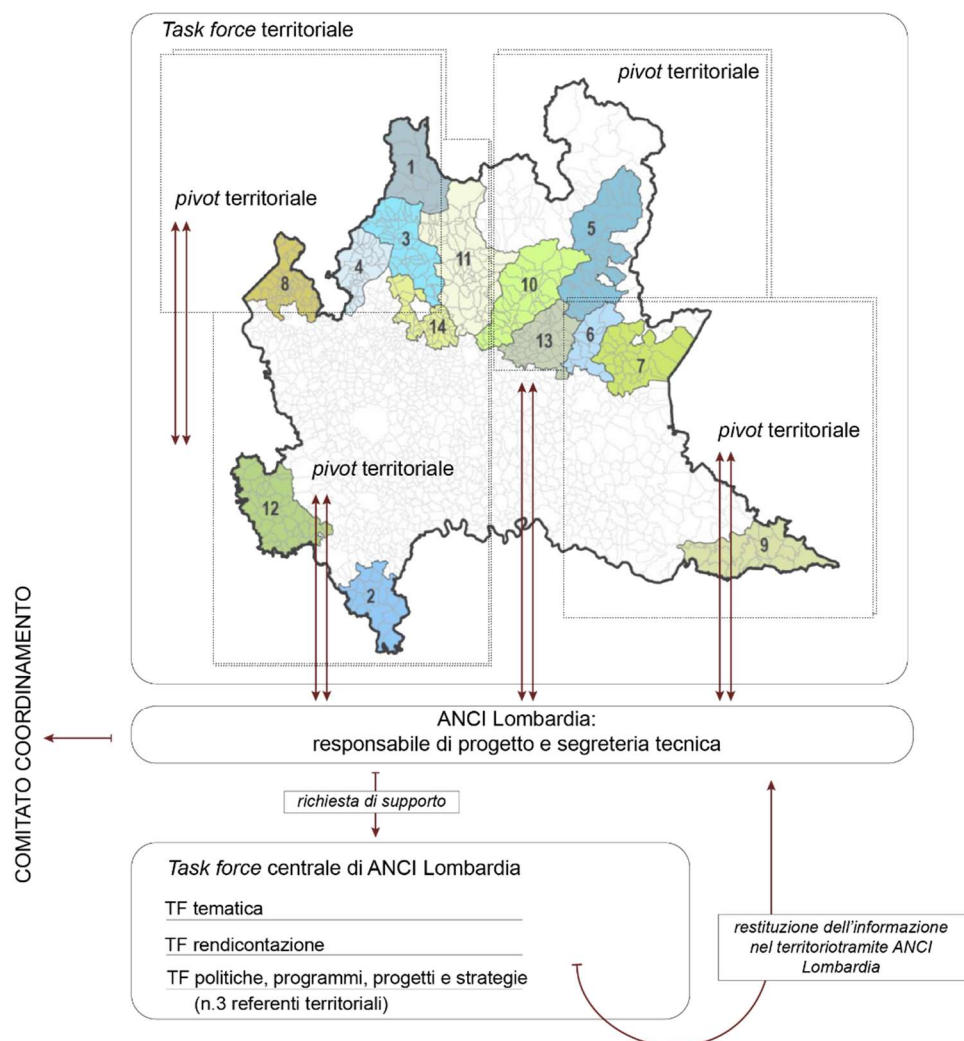 Task force territoriale
pivot territoriale
1
pivot territoriale
5
3
11
4
8
10
6
14
13
7
pivot territoriale
pivot territoriale
12
9
2
COMITATO COORDINAMENTO
ANCI Lombardia:
responsabile di progetto e segreteria tecnica
richiesta di supporto
Task force centrale di ANCI Lombardia
TF tematica
TF rendicontazione
TF politiche, programmi, progetti e strategie
(n.3 referenti territoriali)
restituzione dell'informazione
nel territoriotramite ANCI
Lombardia